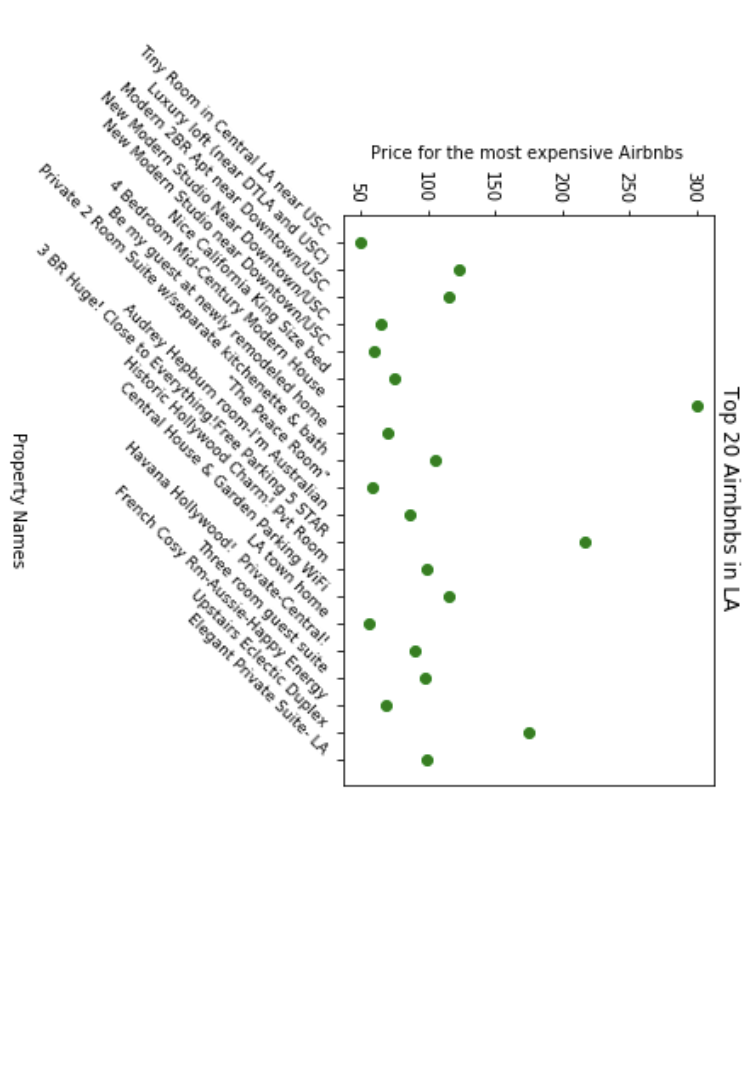 Top 20 Airnbnbs in LA
Price for the most expensive Airbnbs
50
100
150
200
250
300
Tiny Room in Central LA near USC
Luxury loft (near DTLA and USC)
Modern 2BR Apt near Downtown/USC
New Modern Studio Near Downtown/USC
New Modern Studio near Downtown/USC
Nice California King Size bed
4 Bedroom Mid-Century Modern House
Be my guest at newly remodeled home
Private 2 Room Suite w/separate kitchenette & bath
"The Peace Room"
Audrey Hepburn room-I'm Australian
3 BR Huge! Close to Everything!Free Parking 5 STAR
Historic Hollywood Charm! Pvt Room
Central House & Garden Parking WiFi
LA town home
Havana Hollywood! Private-Central!
Three room guest suite
French Cosy Rm-Aussie-Happy Energy
Upstairs Eclectic Duplex
Elegant Private Suite- LA
Property Names